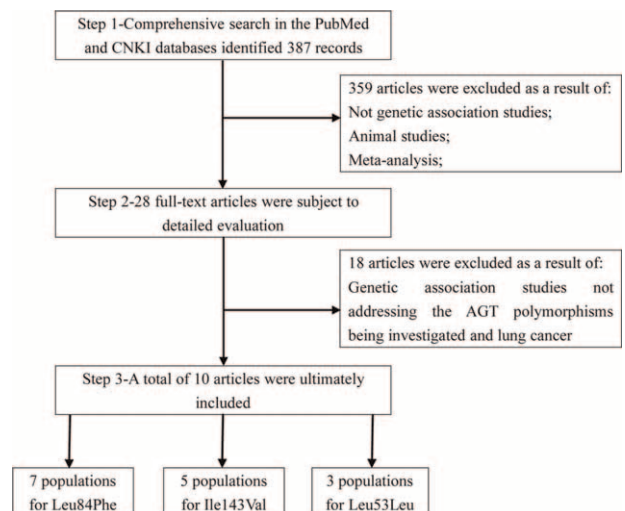 Step 1-Comprehensive search in the PubMed
and CNKI databases identified 387 records
359 articles were excluded as a result of:
Not genetic association studies;
Animal studies;
Meta-analysis;
Step 2-28 full-text articles were subject to
detailed evaluation
18 articles were excluded as a result of:
Genetic association studies not
addressing the AGT polymorphisms
being investigated and lung cancer
Step 3-A total of 10 articles were ultimately
included
7 populations
for Leu84Phe
5 populations
for Ile143Val
3 populations
for Leu53Leu